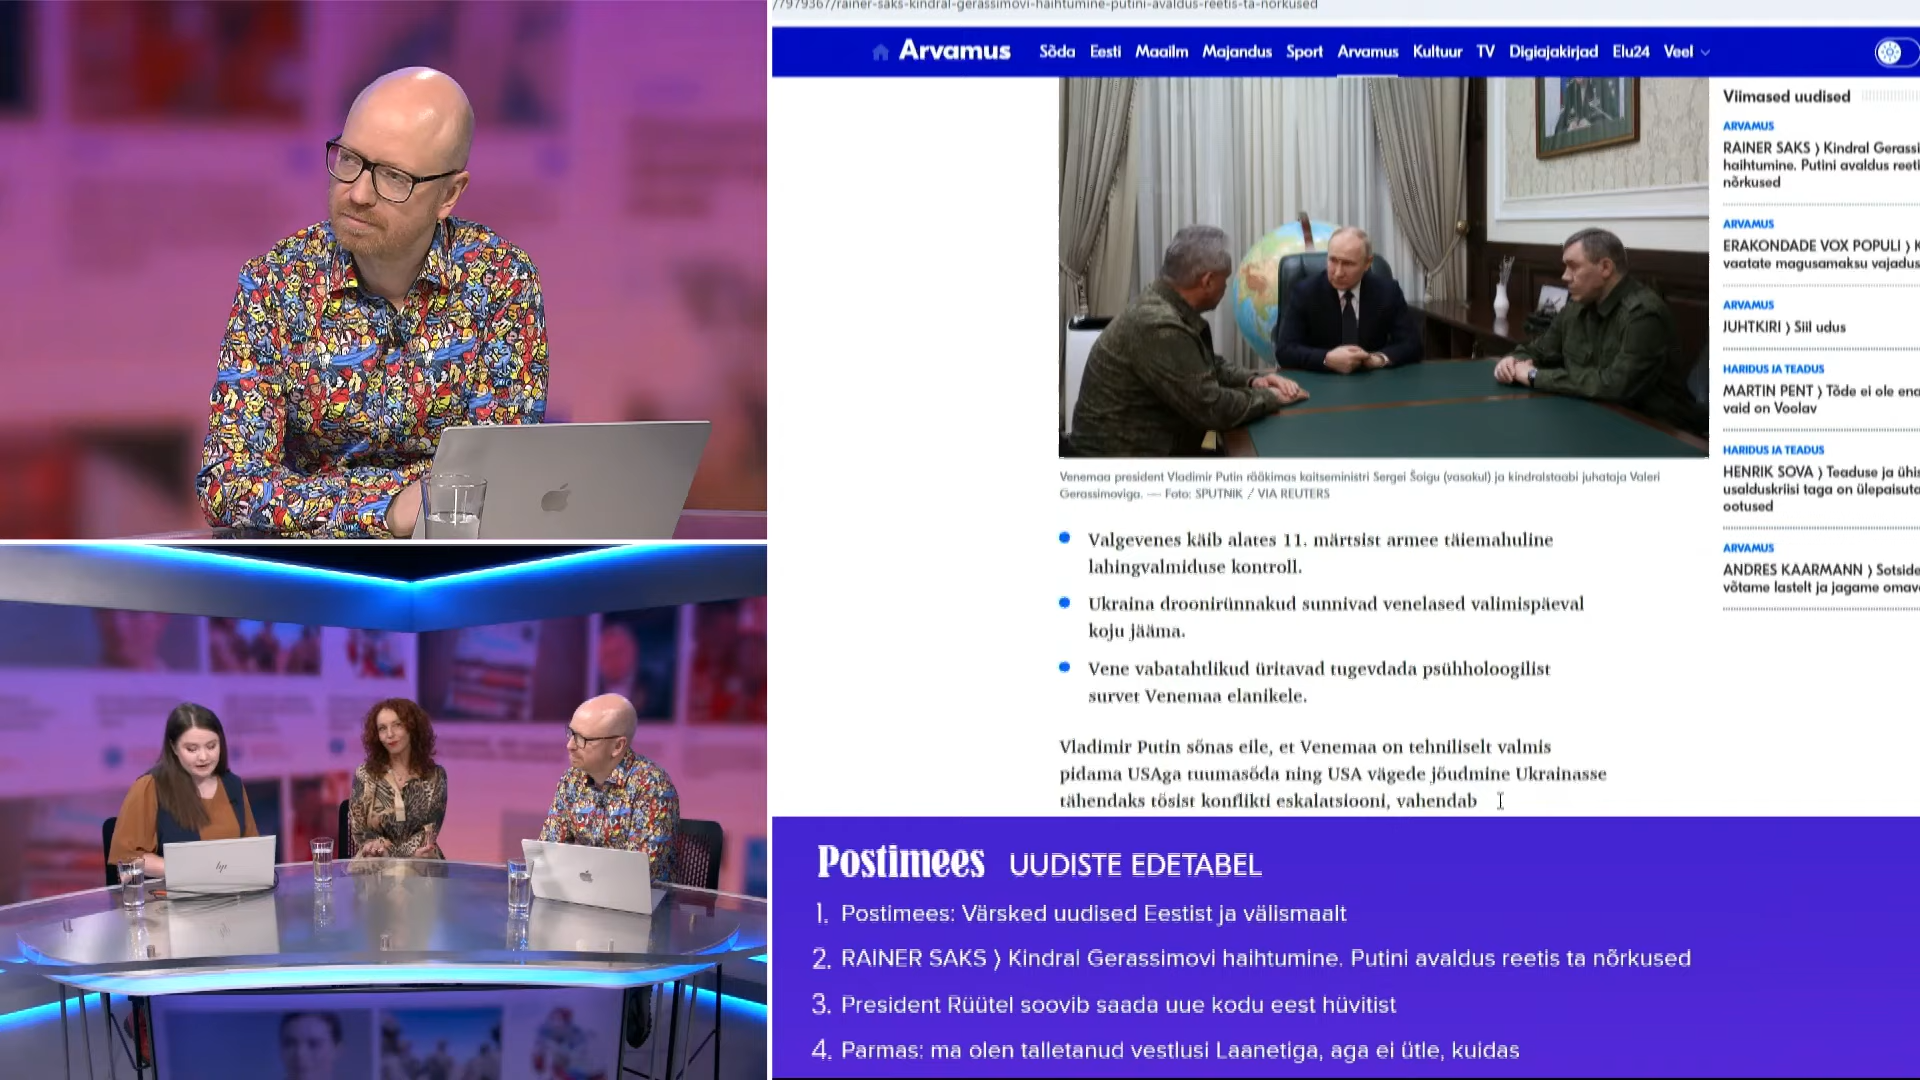 /7979367/rainer-saks-kindral-gerassimovi-haihtumine-putini-avaldus-reetis-ta-norkused
Arvamus Sõda Eesti Maailm Majandus Sport Arvamus Kultuur TV Digiajakirjad Elu24 Veel
Venemaa president Vladimir Putin rääkimas kaitseministri Sergei Šoigu (vasakul) ja kindralstaabi juhataja Valeri
Gerassimoviga. — Foto: SPUTNIK / VIA REUTERS
Valgevenes käib alates 11. märtsist armee täiemahuline
lahingvalmiduse kontroll.
Ukraina droonirünnakud sunnivad venelased valimispäeval
koju jääma.
Vene vabatahtlikud üritavad tugevdada psühholoogilist
survet Venemaa elanikele.
Vladimir Putin sõnas eile, et Venemaa on tehniliselt valmis
pidama USAga tuumasõda ning USA vägede jõudmine Ukrainasse
tähendaks tõsist konflikti eskalatsiooni, vahendab
Viimased uudised
ARVAMUS
RAINER SAKS ⟩ Kindral Gerassi
haihtumine. Putini avaldus reeti
nõrkused
ARVAMUS
ERAKONDADE VOX POPULI ⟩ K
vaatate magusamaksu vajadus
ARVAMUS
JUHTKIRI ⟩ Siil udus
HARIDUS JA TEADUS
MARTIN PENT ⟩ Tõde ei ole ena
vaid on Voolav
HARIDUS JA TEADUS
HENRIK SOVA ⟩ Teaduse ja ühis
usalduskriisi taga on ülepaisuta
ootused
ARVAMUS
ANDRES KAARMANN ⟩ Sotside
võtame lastelt ja jagame omav
hp
Postimees UUDISTE EDETABEL
1. Postimees: Värsked uudised Eestist ja välismaalt
2. RAINER SAKS ⟩ Kindral Gerassimovi haihtumine. Putini avaldus reetis ta nõrkused
3. President Rüütel soovib saada uue kodu eest hüvitist
4. Parmas: ma olen talletanud vestlusi Laanetiga, aga ei ütle, kuidas